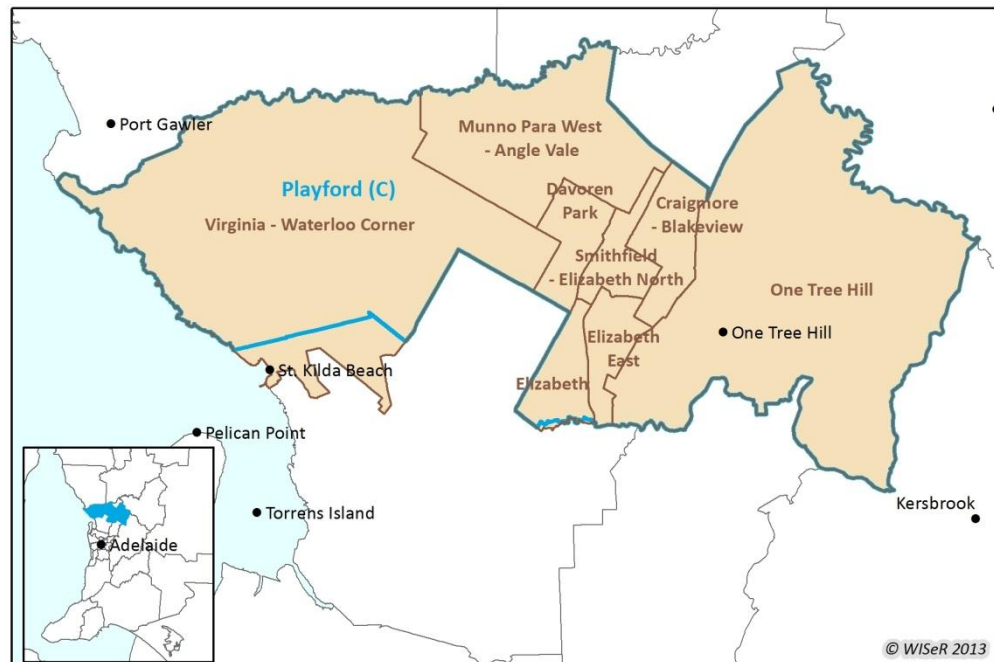 Port Gawler
Munno Para West
- Angle Vale
Playford (C)
Virginia - Waterloo Corner
Davoren
Park
Craigmore
- Blakeview
Smithfield
- Elizabeth North
One Tree Hill
One Tree Hill
Elizabeth
East
Elizabeth
St. Kilda Beach
Pelican Point
Torrens Island
Kersbrook
Adelaide
© WISeR 2013